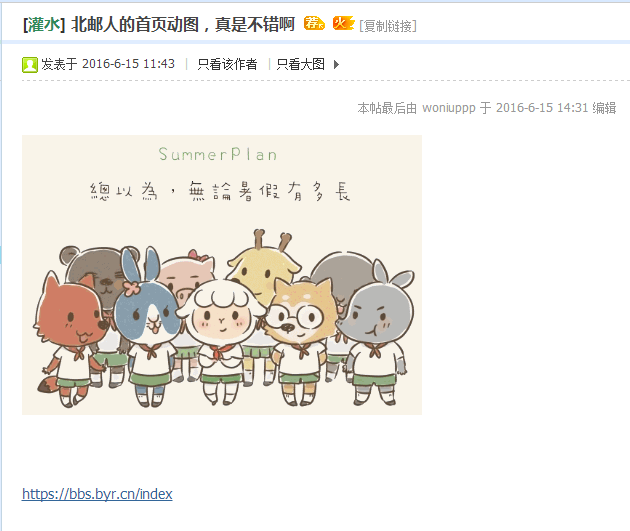 [灌水] 北邮人的首页动图，真是不错啊 荐 火 [复制链接]
发表于 2016-6-15 11:43 | 只看该作者 | 只看大图
本帖最后由 woniuppp 于 2016-6-15 14:31 编辑
SummerPlan
總以為，無論暑假有多長
https://bbs.byr.cn/index